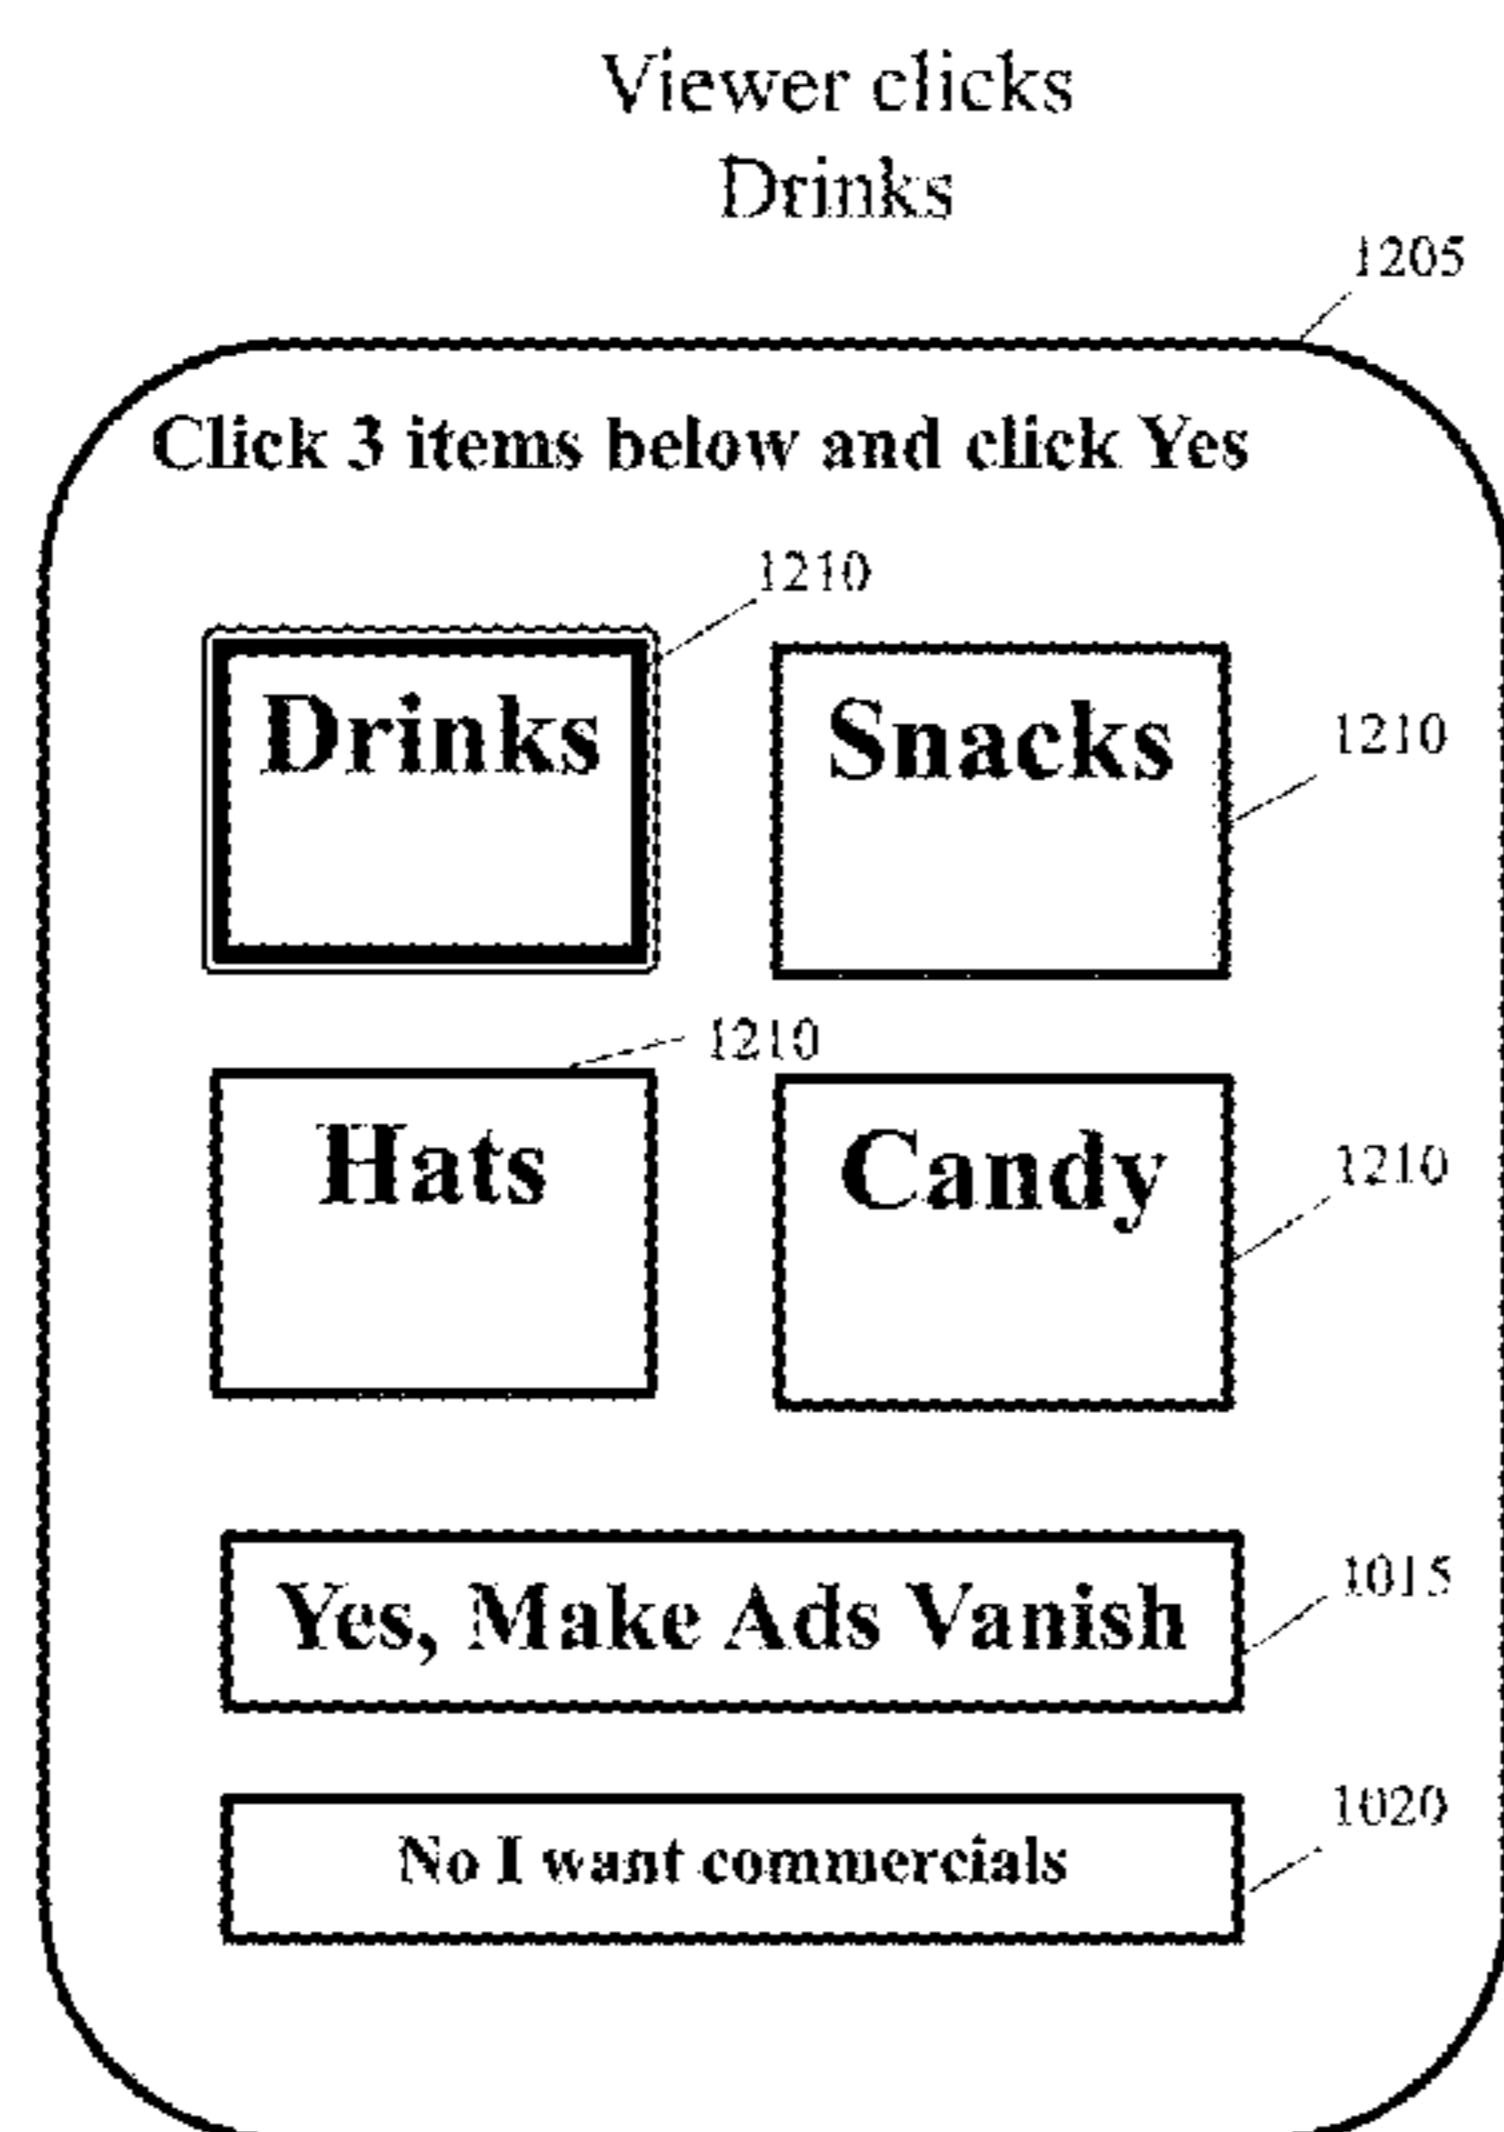 Viewer clicks
Drinks
1205
Click 3 items below and click Yes
1210
Drinks
Snacks
1210
1210
Hats
Candy
1210
Yes, Make Ads Vanish
1015
No I want commercials
1020